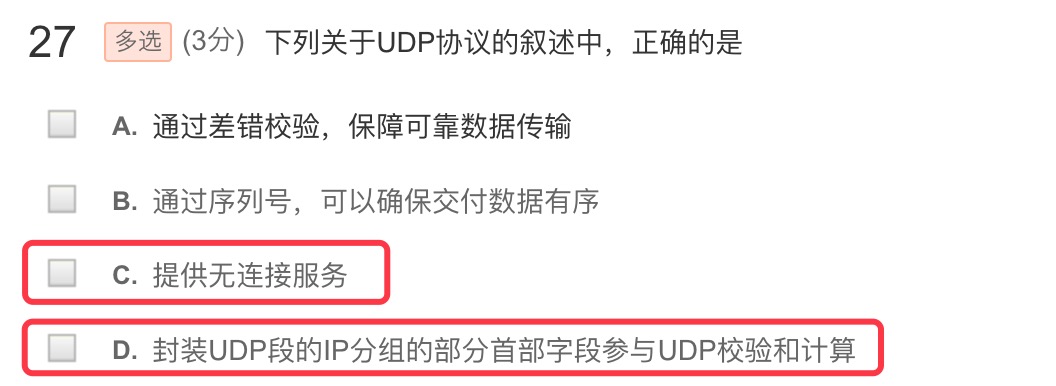 27 多选 (3分) 下列关于UDP协议的叙述中，正确的是
A. 通过差错校验，保障可靠数据传输
B. 通过序列号，可以确保交付数据有序
C. 提供无连接服务
D. 封装UDP段的IP分组的部分首部字段参与UDP校验和计算